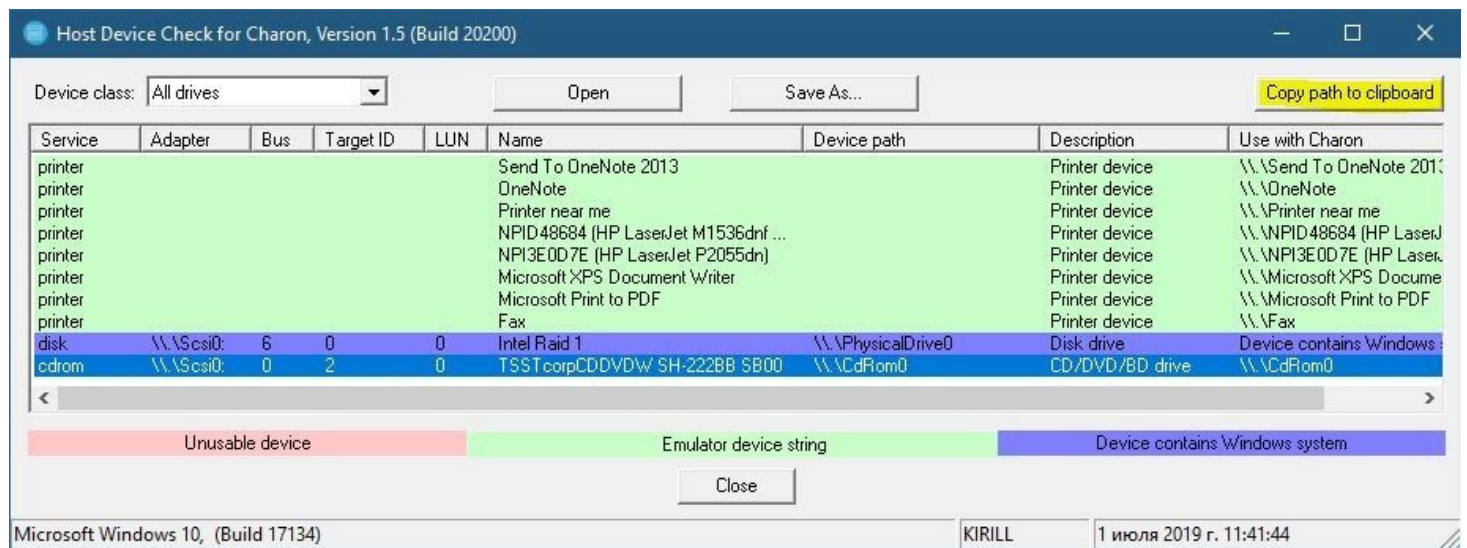 Host Device Check for Charon, Version 1.5 (Build 20200)
Device class: All drives Open Save As... Copy path to clipboard
Service Adapter Bus Target ID LUN Name Device path Description Use with Charon
printer Send To OneNote 2013 Printer device \\.\Send To OneNote 2013
printer OneNote Printer device \\.\OneNote
printer Printer near me Printer device \\.\Printer near me
printer NPID48684 (HP LaserJet M1536dnf ... Printer device \\.\NPID48684 (HP LaserJ
printer NPI3E0D7E (HP LaserJet P2055dn) Printer device \\.\NPI3E0D7E (HP Laser
printer Microsoft XPS Document Writer Printer device \\.\Microsoft XPS Docume
printer Microsoft Print to PDF Printer device \\.\Microsoft Print to PDF
printer Fax Printer device \\.\Fax
disk \\.\Scsi0: 6 0 0 Intel Raid 1 \\.\PhysicalDrive0 Disk drive Device contains Windows
cdrom \\.\Scsi0: 0 2 0 TSSTcorpCDDVDW SH-222BB SB00 \\.\CdRom0 CD/DVD/BD drive \\.\CdRom0
Unusable device Emulator device string Device contains Windows system
Close
Microsoft Windows 10, (Build 17134) KIRILL 1 июля 2019 г. 11:41:44